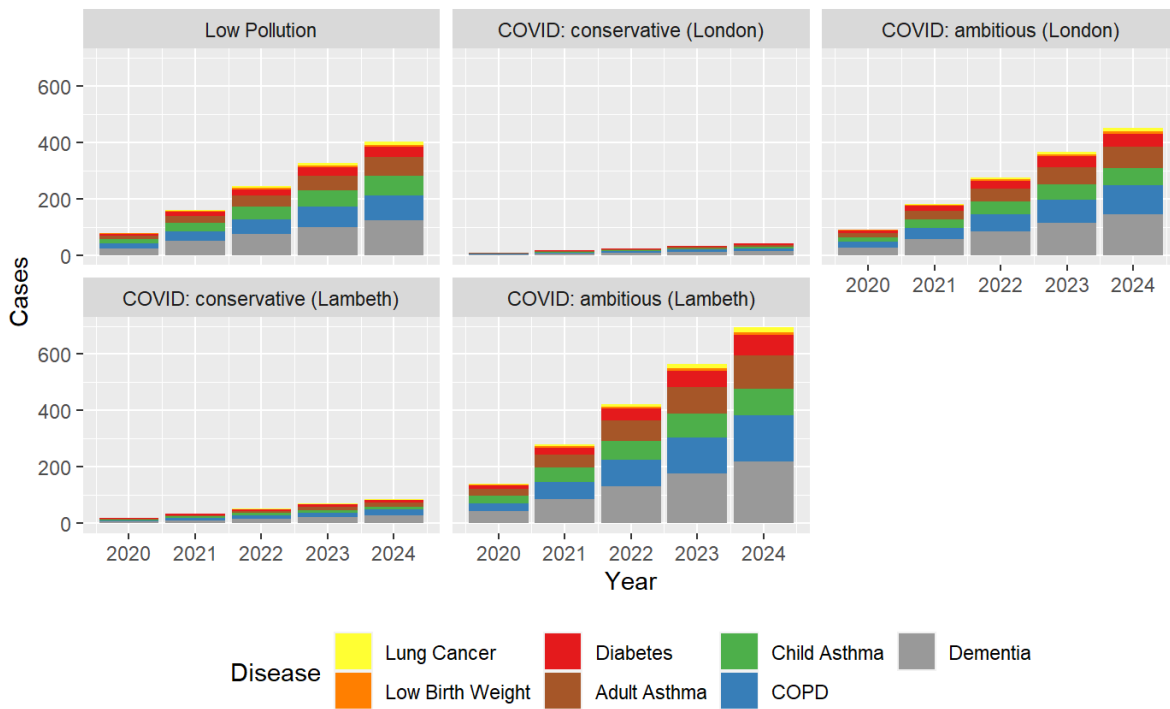 Low Pollution
COVID: conservative (London)
COVID: ambitious (London)
600
400
200
0
2020 2021 2022 2023 2024
COVID: conservative (Lambeth)
COVID: ambitious (Lambeth)
600
400
200
0
2020 2021 2022 2023 2024
2020 2021 2022 2023 2024
Cases
Year
Disease
Lung Cancer
Diabetes
Child Asthma
Dementia
Low Birth Weight
Adult Asthma
COPD